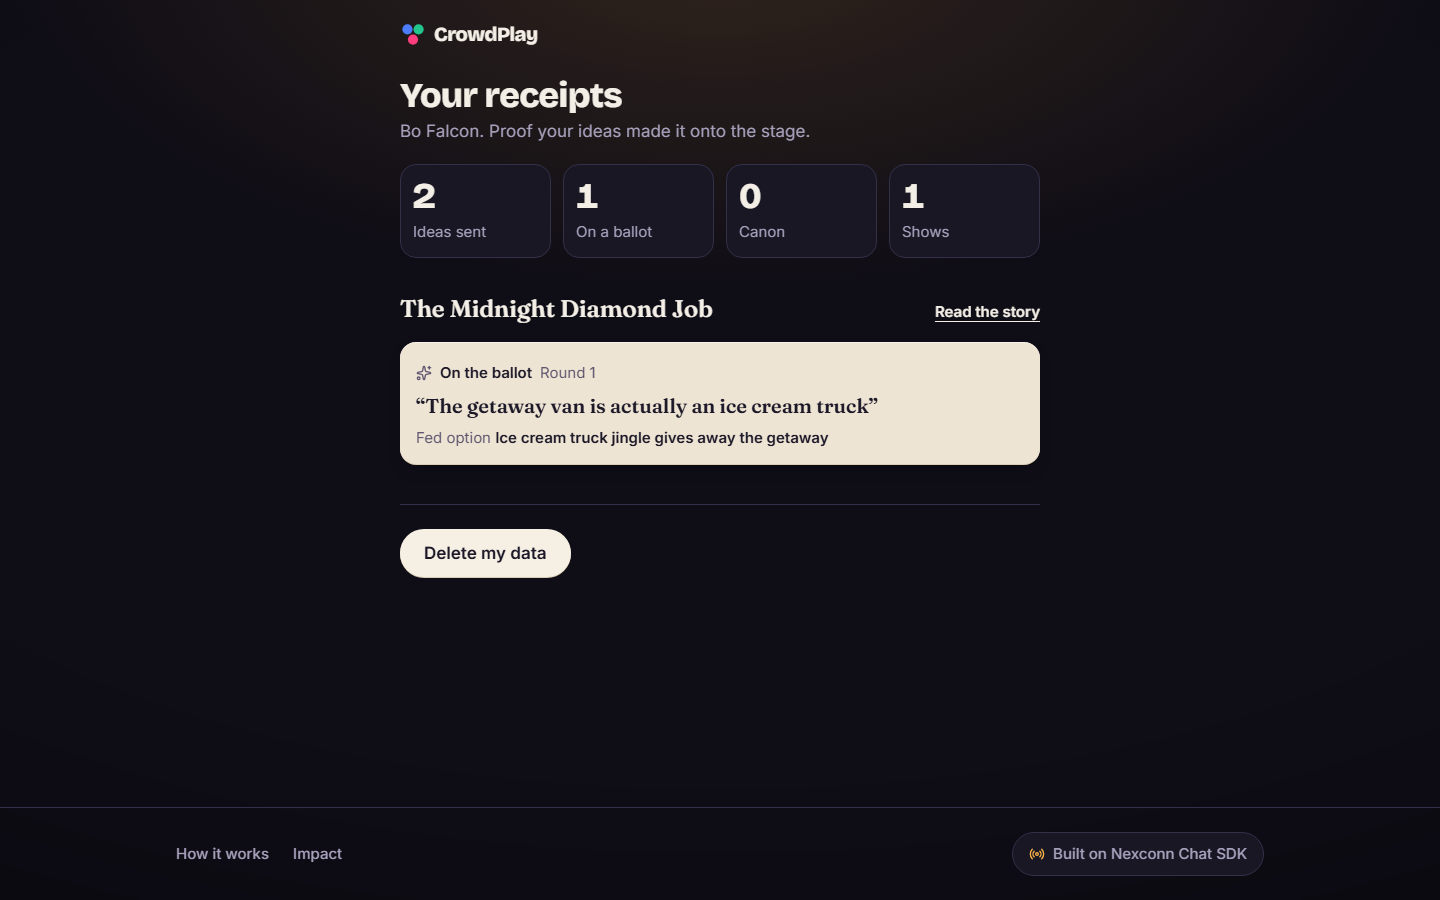 CrowdPlay
Your receipts
Bo Falcon. Proof your ideas made it onto the stage.
2
Ideas sent
1
On a ballot
0
Canon
1
Shows
The Midnight Diamond Job
Read the story
On the ballot Round 1
“The getaway van is actually an ice cream truck”
Fed option Ice cream truck jingle gives away the getaway
Delete my data
How it works
Impact
Built on Nexconn Chat SDK